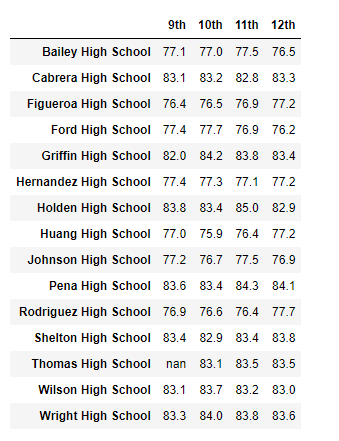 9th 10th 11th 12th
Bailey High School 77.1 77.0 77.5 76.5
Cabrera High School 83.1 83.2 82.8 83.3
Figueroa High School 76.4 76.5 76.9 77.2
Ford High School 77.4 77.7 76.9 76.2
Griffin High School 82.0 84.2 83.8 83.4
Hernandez High School 77.4 77.3 77.1 77.2
Holden High School 83.8 83.4 85.0 82.9
Huang High School 77.0 75.9 76.4 77.2
Johnson High School 77.2 76.7 77.5 76.9
Pena High School 83.6 83.4 84.3 84.1
Rodriguez High School 76.9 76.6 76.4 77.7
Shelton High School 83.4 82.9 83.4 83.8
Thomas High School nan 83.1 83.5 83.5
Wilson High School 83.1 83.7 83.2 83.0
Wright High School 83.3 84.0 83.8 83.6